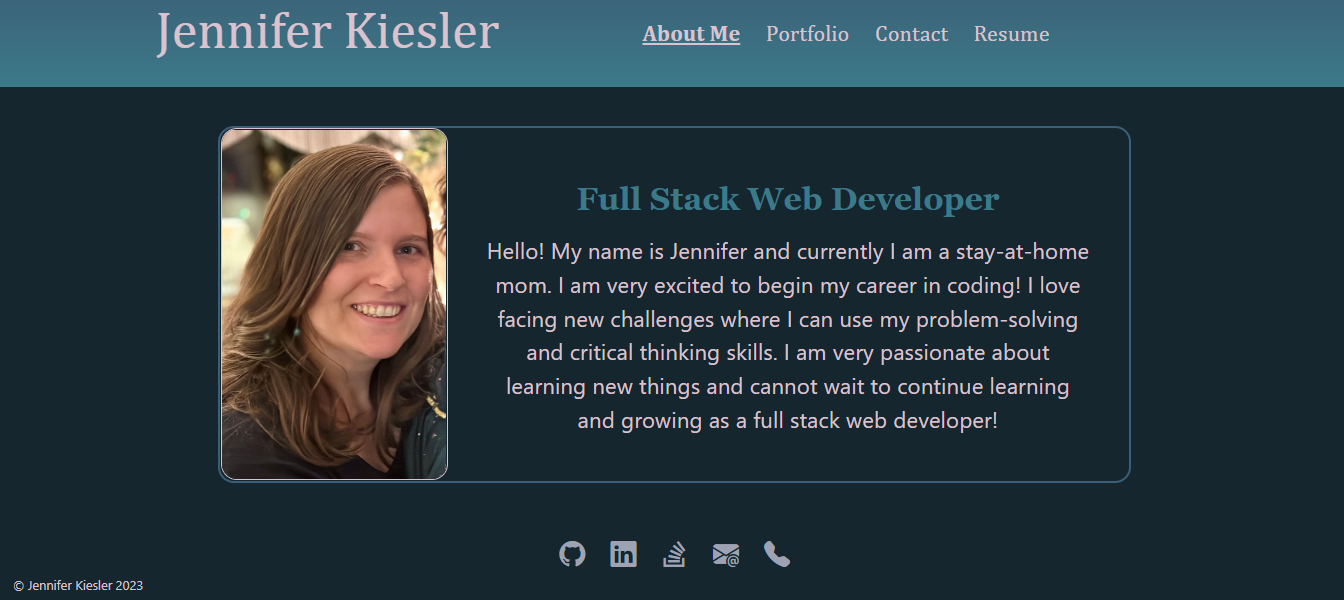 Jennifer Kiesler
About Me Portfolio Contact Resume
Full Stack Web Developer
Hello! My name is Jennifer and currently I am a stay-at-home
mom. I am very excited to begin my career in coding! I love
facing new challenges where I can use my problem-solving
and critical thinking skills. I am very passionate about
learning new things and cannot wait to continue learning
and growing as a full stack web developer!
in
@
© Jennifer Kiesler 2023